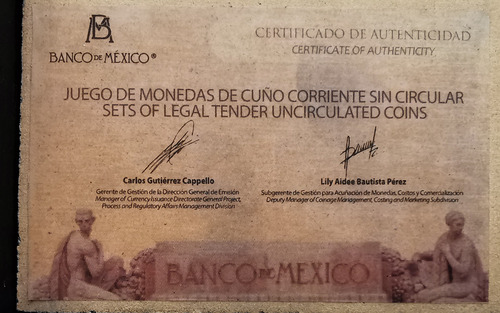 BM
BANCO DE MÉXICO®
CERTIFICADO DE AUTENTICIDAD
CERTIFICATE OF AUTHENTICITY
JUEGO DE MONEDAS DE CUÑO CORRIENTE SIN CIRCULAR
SETS OF LEGAL TENDER UNCIRCULATED COINS
Carlos Gutiérrez Cappello
Gerente de Gestión de la Dirección General de Emisión
Manager of Currency Issuance Directorate General Project,
Process and Regulatory Affairs Management Division
Lily Aidee Bautista Pérez
Subgerente de Gestión para Acuñación de Monedas, Costos y Comercialización
Deputy Manager of Coinage Management, Costing and Marketing Subdivision
BANCO DE MEXICO